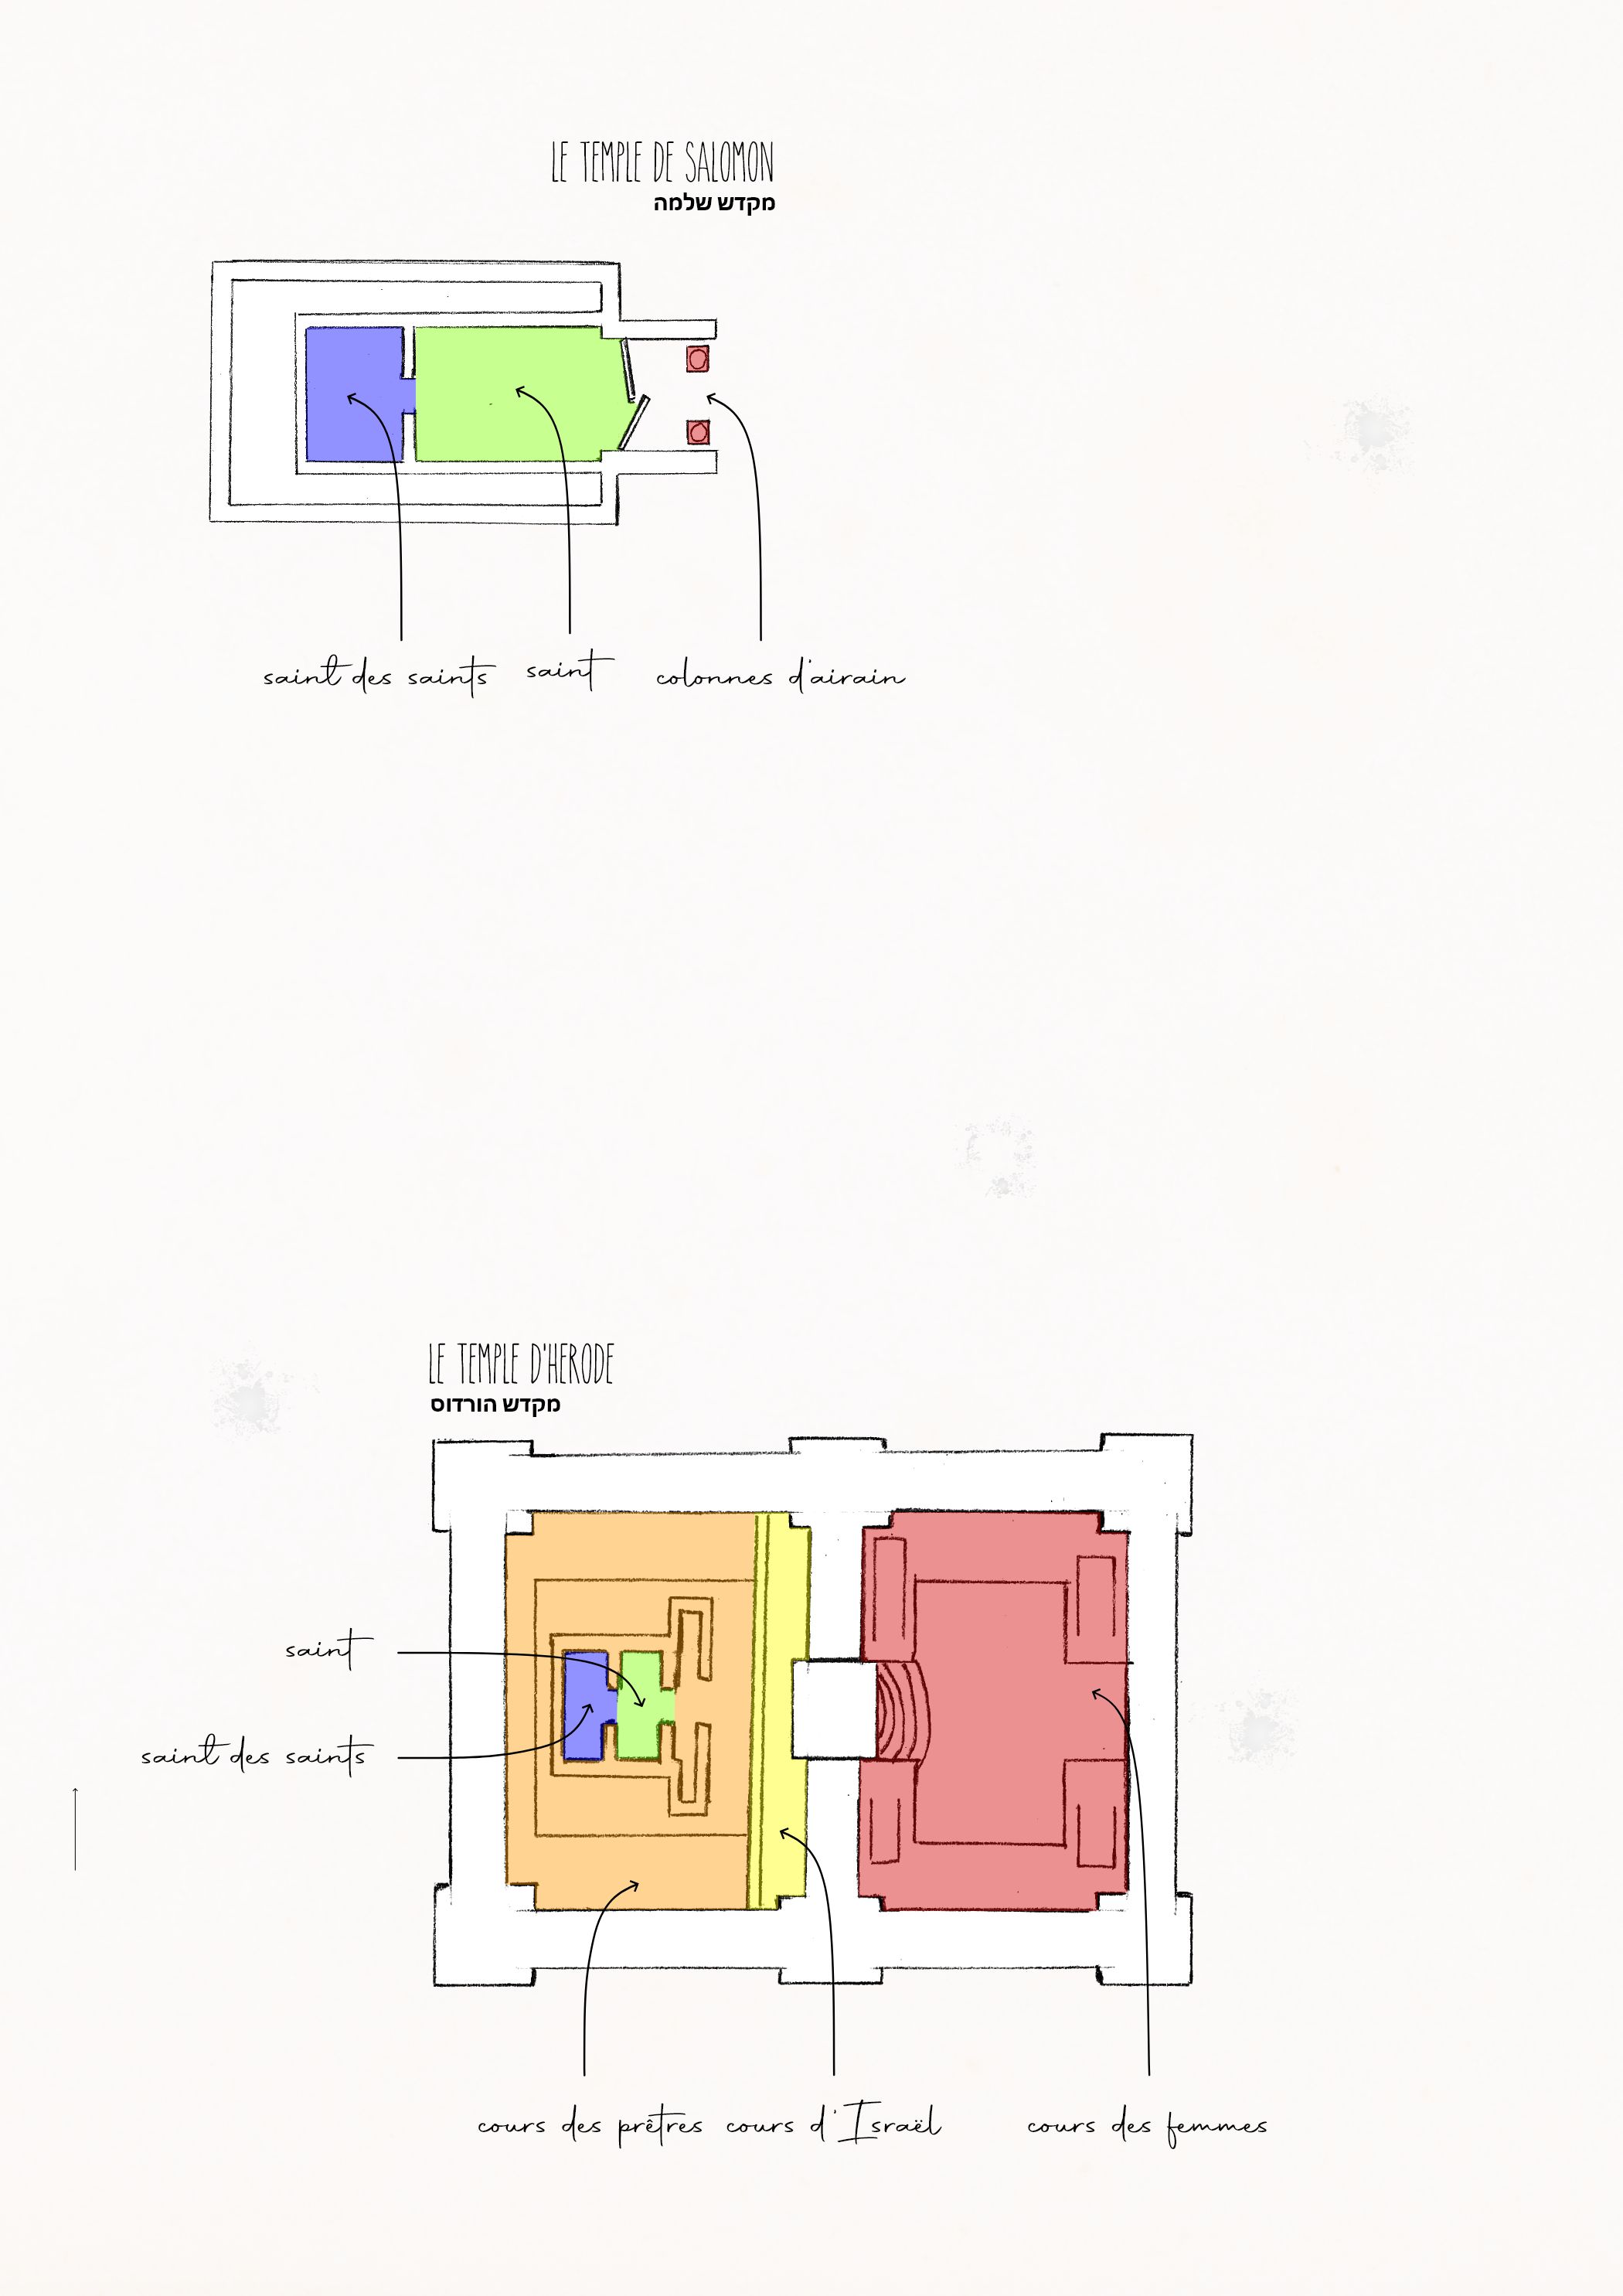 LE TEMPLE DE SALOMON
מקדש שלמה
saint des saints
saint
colonnes d'airain
LE TEMPLE D'HERODE
מקדש הורדוס
saint
saint des saints
cours des prêtres
cours d'Israël
cours des femmes